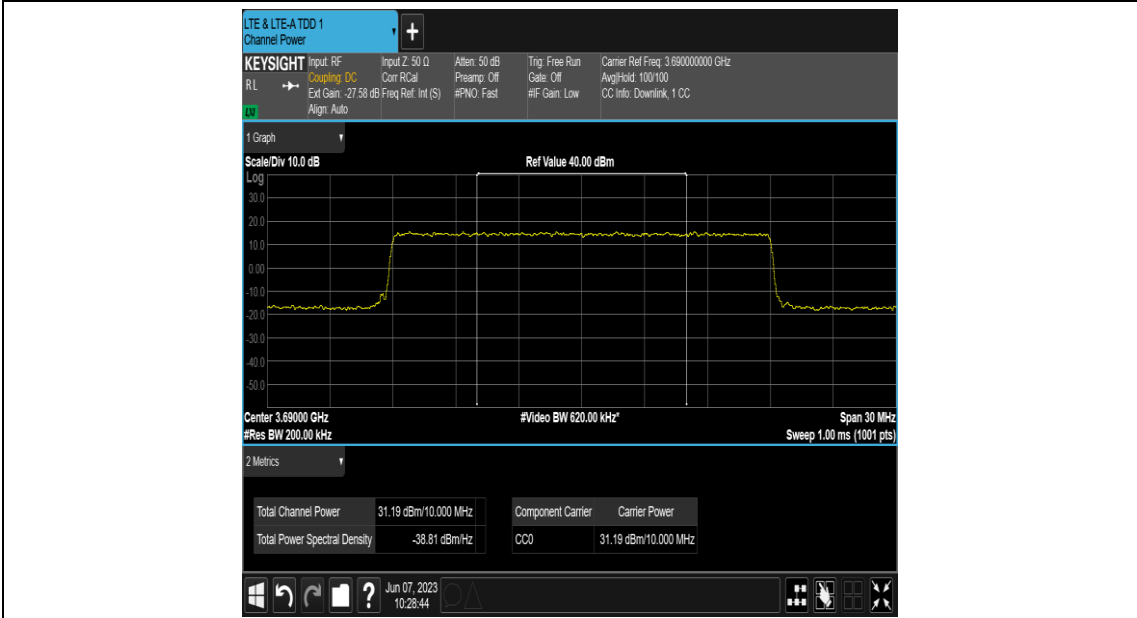 LTE & LTE-A TDD 1
Channel Power
+
KEYSIGHT Input: RF Input Z: 50 Ω Atten: 50 dB Trig: Free Run Carrier Ref Freq: 3.690000000 GHz
RL Coupling: DC Corr RCal Preamp: Off Gate: Off Avg|Hold: 100/100
Ext Gain: -27.58 dB Freq Ref: Int (S) #PNO: Fast #IF Gain: Low CC Info: Downlink, 1 CC
LXI Align: Auto
1 Graph
Scale/Div 10.0 dB Ref Value 40.00 dBm
Log
30.0
20.0
10.0
0.00
-10.0
-20.0
-30.0
-40.0
-50.0
Center 3.69000 GHz #Video BW 620.00 kHz* Span 30 MHz
#Res BW 200.00 kHz Sweep 1.00 ms (1001 pts)
2 Metrics
Total Channel Power 31.19 dBm/10.000 MHz Component Carrier Carrier Power
Total Power Spectral Density -38.81 dBm/Hz CC0 31.19 dBm/10.000 MHz
? Jun 07, 2023
10:28:44